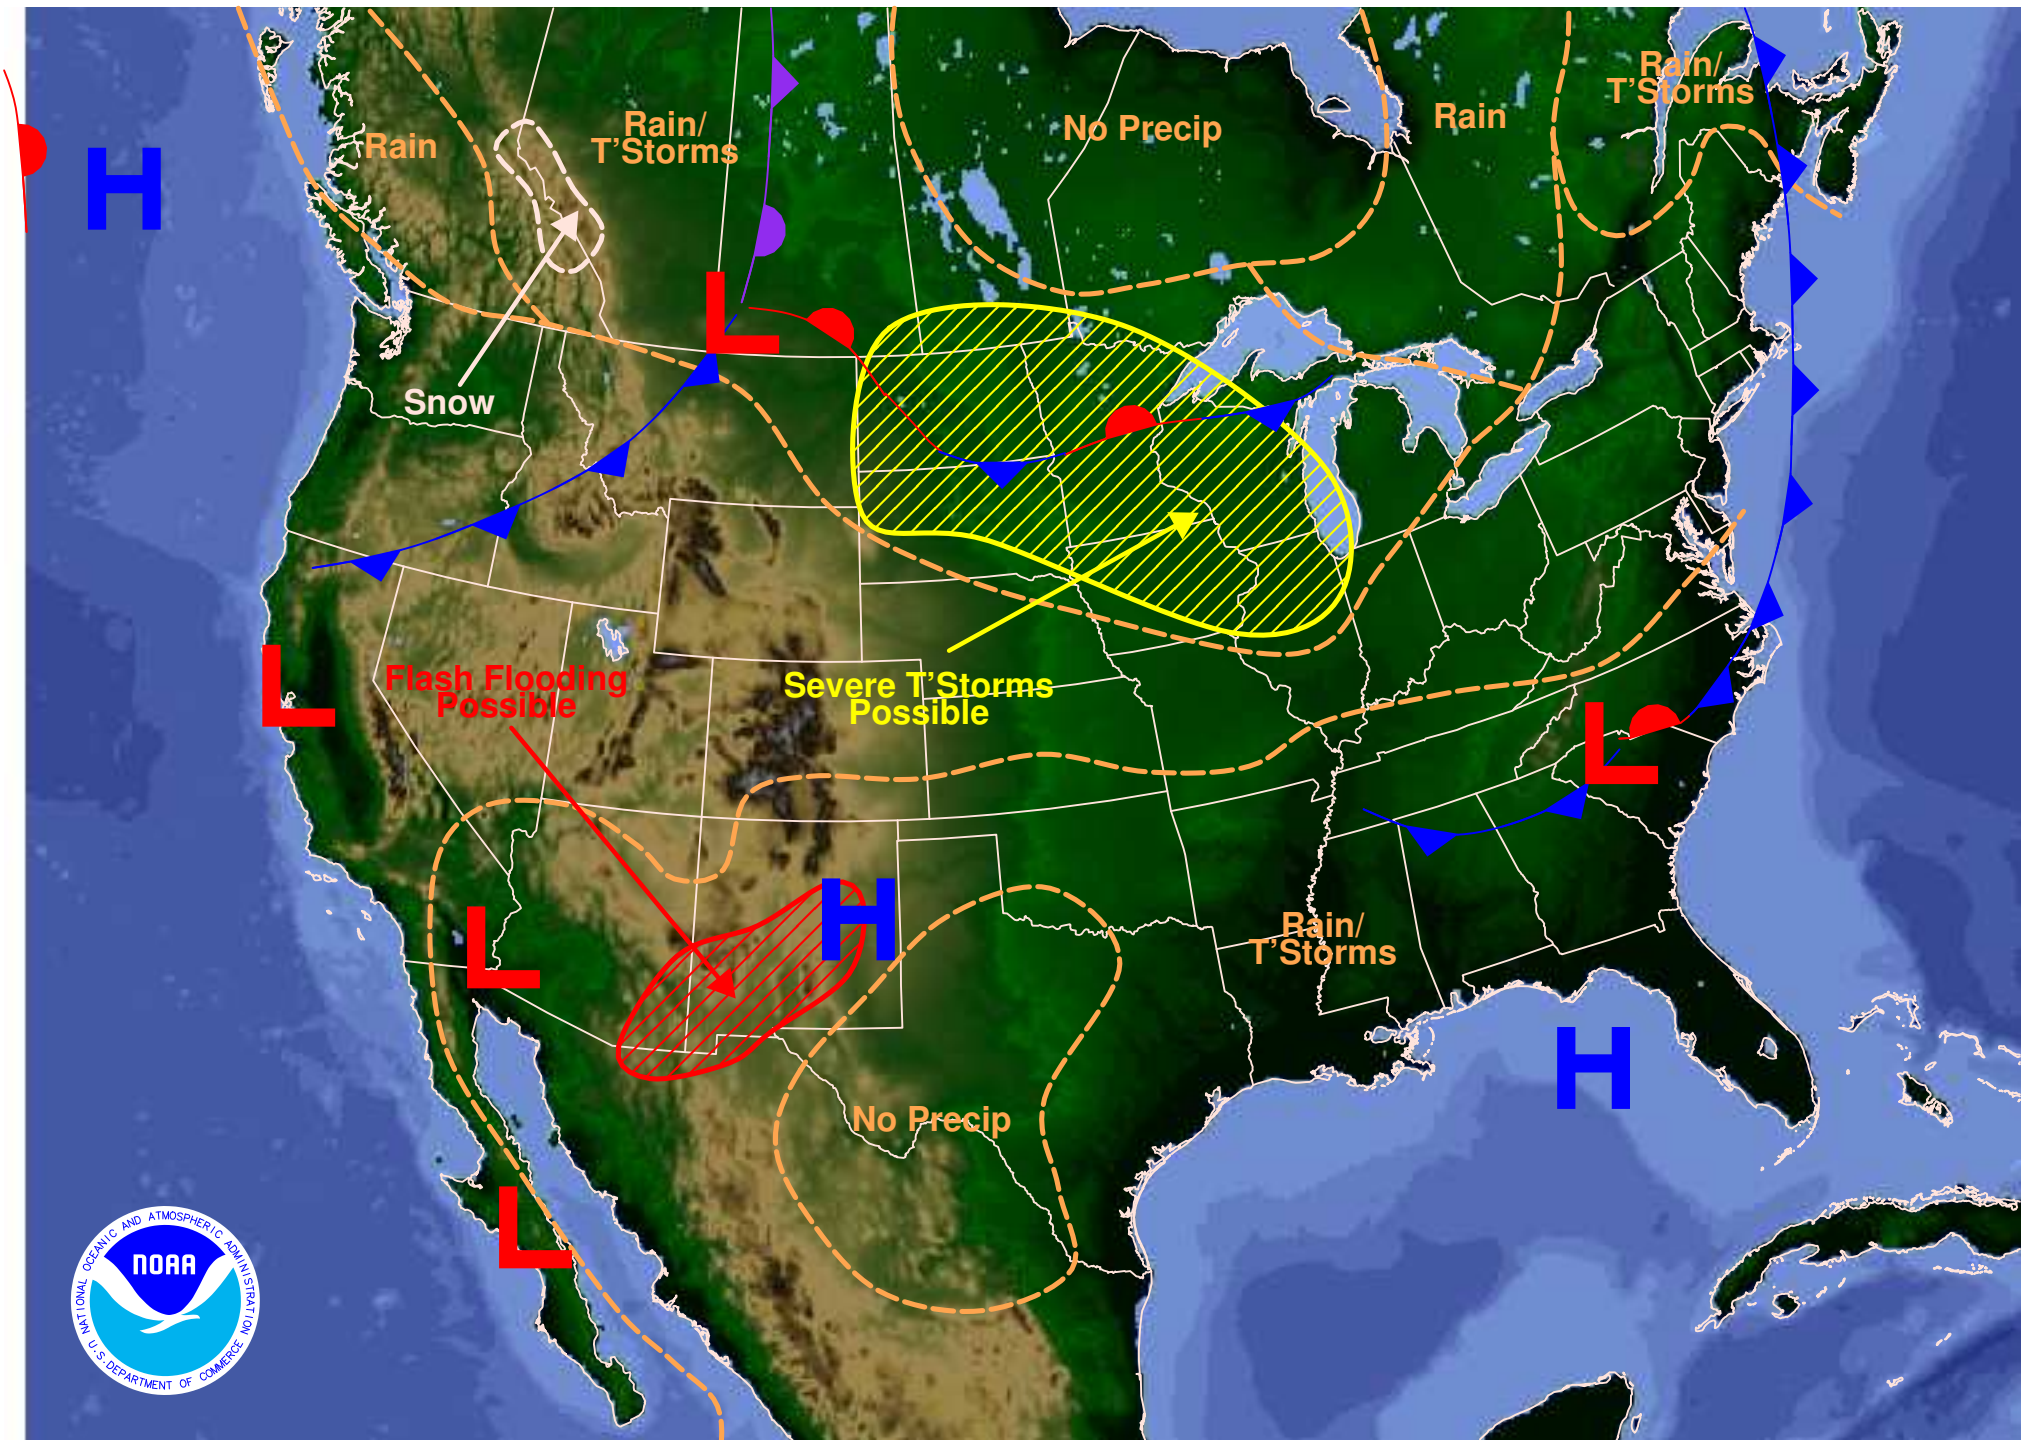 Rain/
T'Storms
Rain/
T'Storms
Rain
No Precip
Rain
H
L
Snow
L
Flash Flooding
Possible
Severe T'Storms
Possible
L
H
L
Rain/
T'Storms
H
No Precip
L
NATIONAL OCEANIC AND ATMOSPHERIC ADMINISTRATION
NOAA
U.S. DEPARTMENT OF COMMERCE